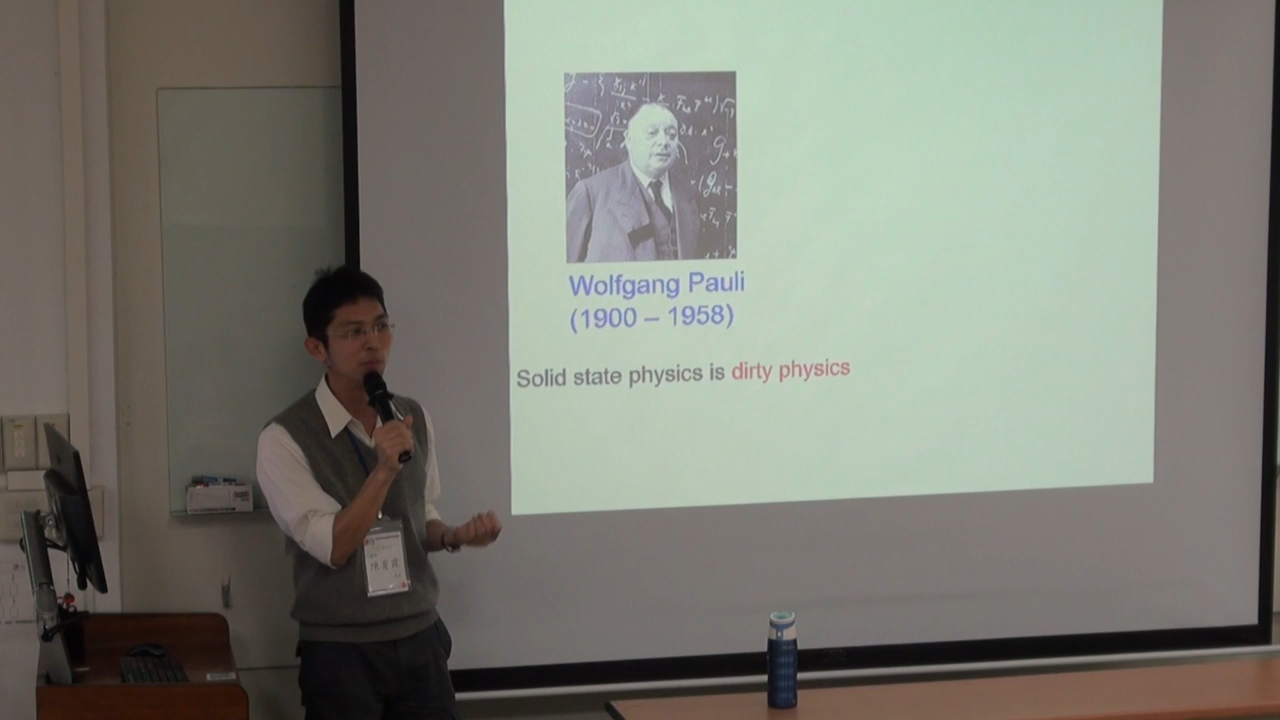 Wolfgang Pauli
(1900 – 1958)
Solid state physics is dirty physics